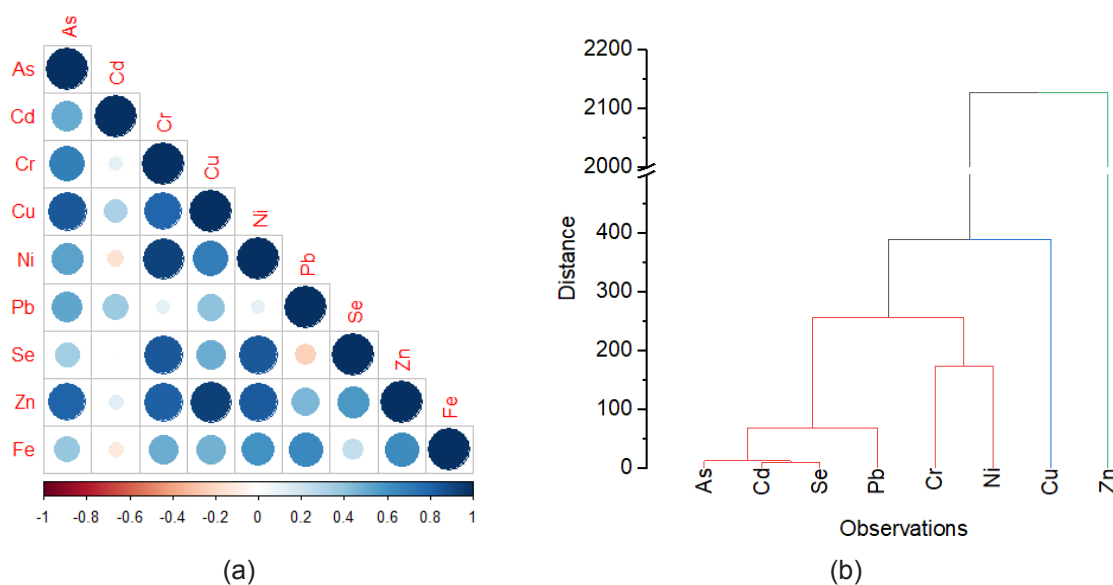 As
Cd
Cr
Cu
Ni
Pb
Se
Zn
Fe
As
Cd
Cr
Cu
Ni
Pb
Se
Zn
Fe
-1 -0.8 -0.6 -0.4 -0.2 0 0.2 0.4 0.6 0.8 1
(a)
Distance
2200
2100
2000
400
300
200
100
0
As Cd Se Pb Cr Ni Cu Zn
Observations
(b)